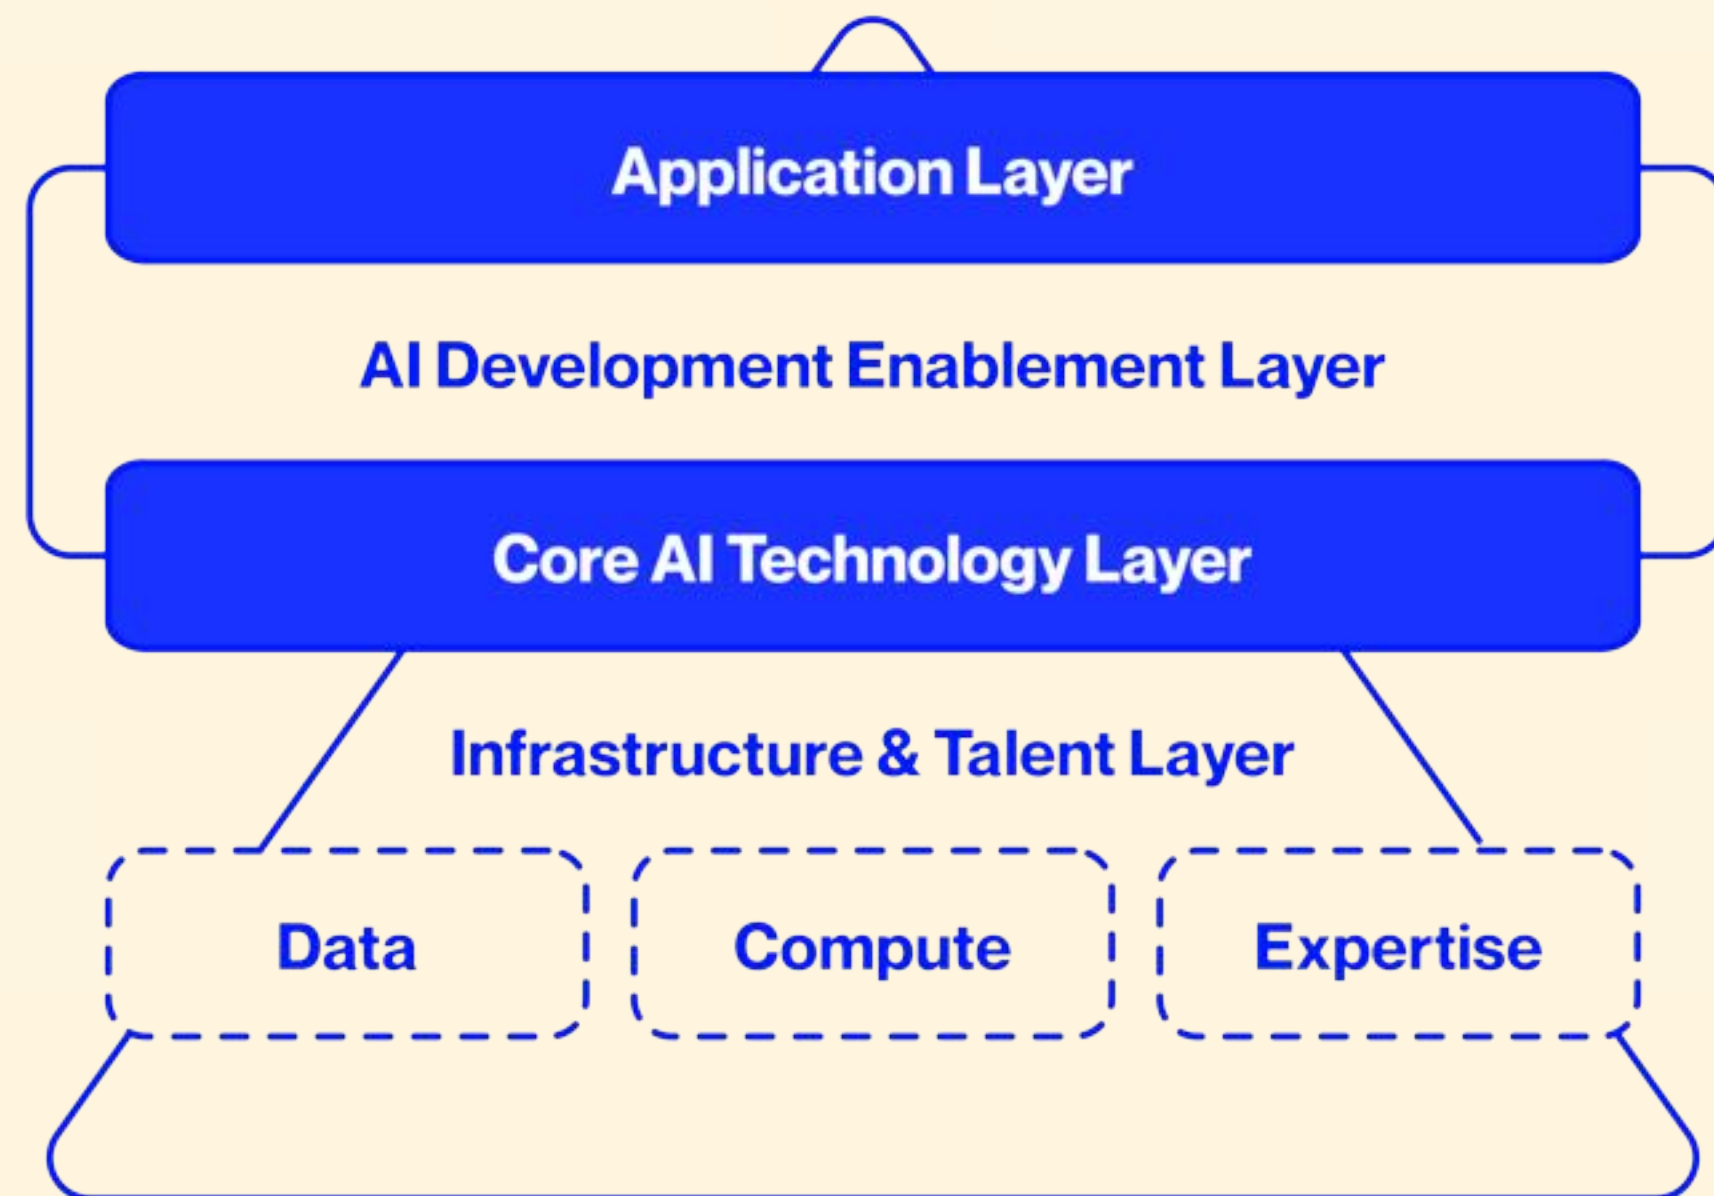 Application Layer
AI Development Enablement Layer
Core AI Technology Layer
Infrastructure & Talent Layer
Data
Compute
Expertise